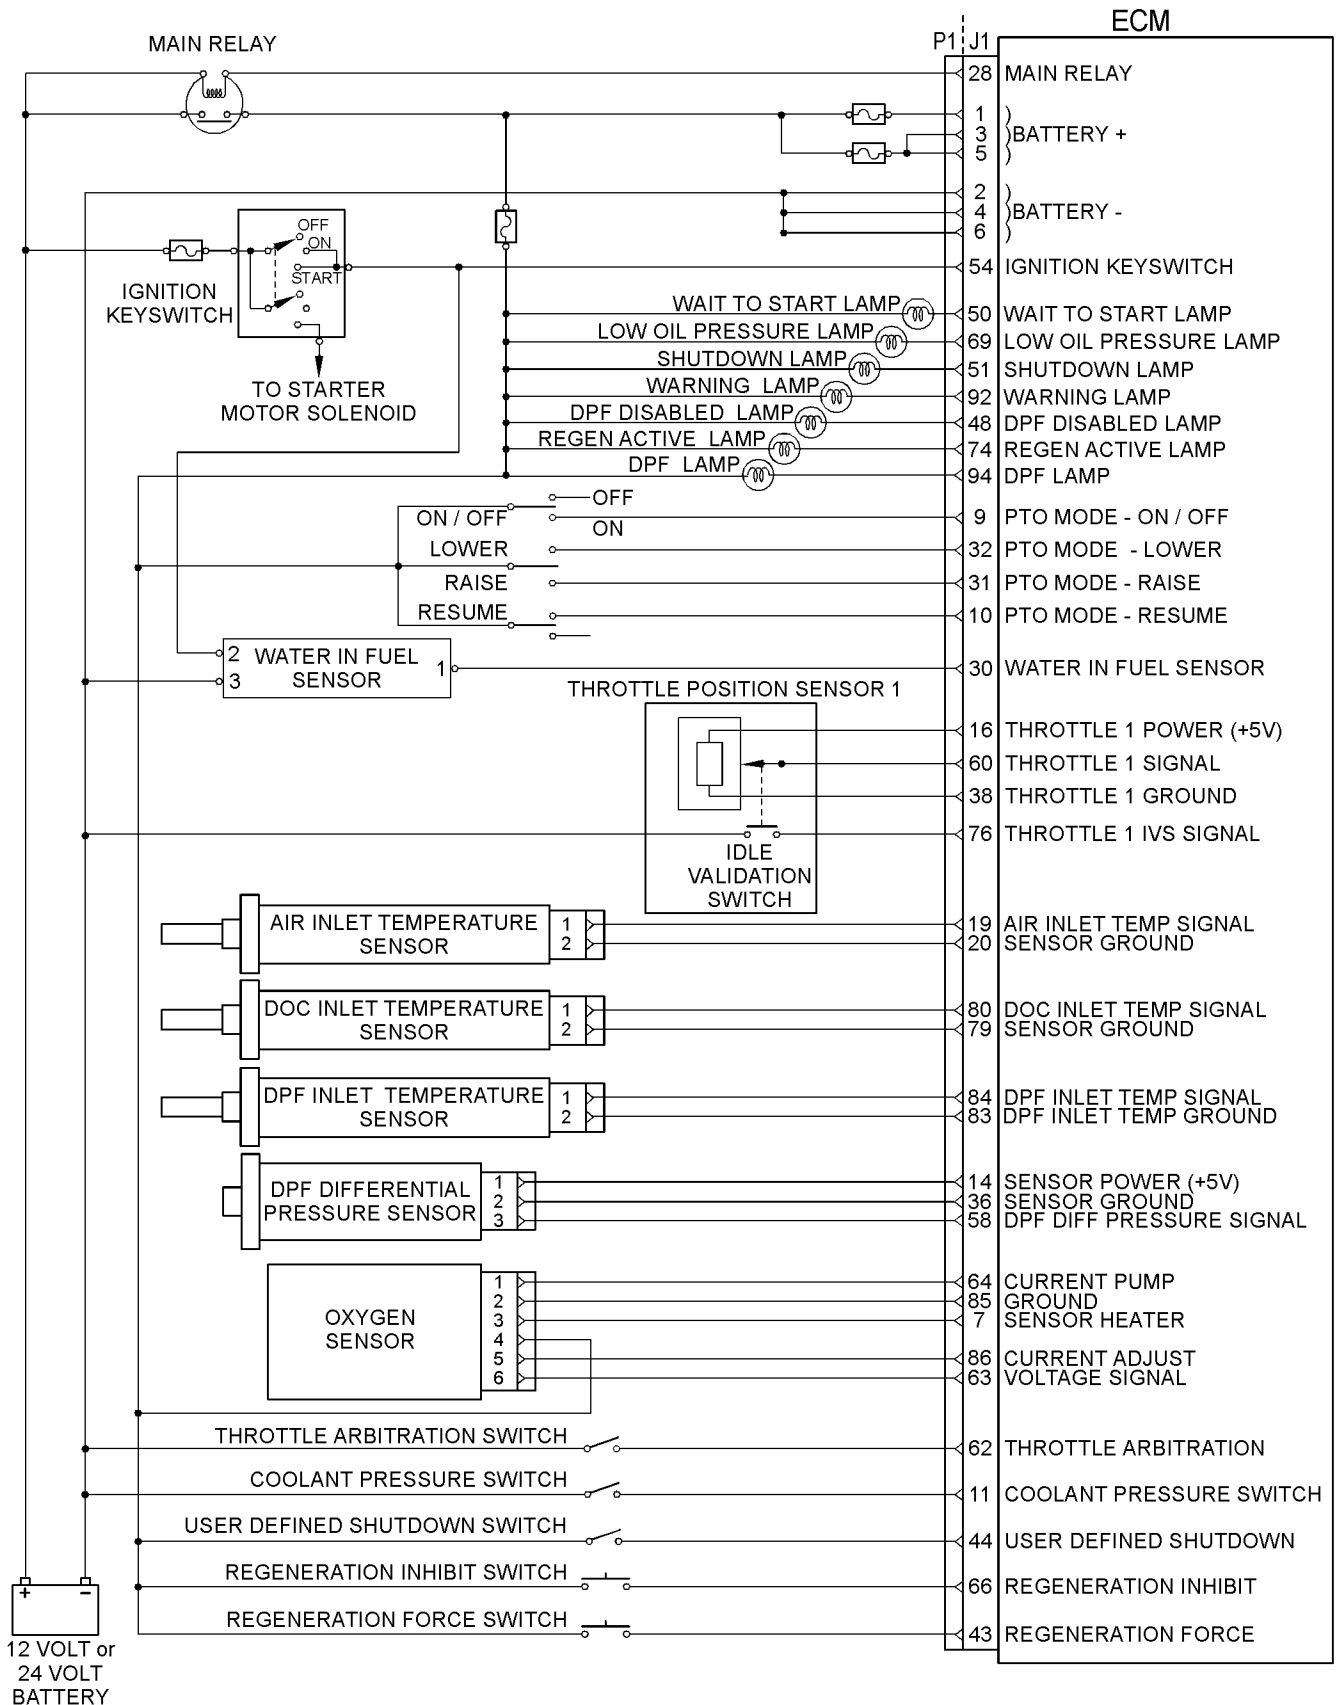 ECM
P1 J1
MAIN RELAY
28 MAIN RELAY
1 )
3 )BATTERY +
5 )
2 )
4 )BATTERY -
6 )
OFF
ON
START
IGNITION
KEYSWITCH
54 IGNITION KEYSWITCH
TO STARTER
MOTOR SOLENOID
WAIT TO START LAMP 50 WAIT TO START LAMP
LOW OIL PRESSURE LAMP 69 LOW OIL PRESSURE LAMP
SHUTDOWN LAMP 51 SHUTDOWN LAMP
WARNING LAMP 92 WARNING LAMP
DPF DISABLED LAMP 48 DPF DISABLED LAMP
REGEN ACTIVE LAMP 74 REGEN ACTIVE LAMP
DPF LAMP 94 DPF LAMP
OFF
ON / OFF 9 PTO MODE - ON / OFF
ON
LOWER 32 PTO MODE - LOWER
RAISE 31 PTO MODE - RAISE
RESUME 10 PTO MODE - RESUME
2 WATER IN FUEL 1 30 WATER IN FUEL SENSOR
3 SENSOR
THROTTLE POSITION SENSOR 1
16 THROTTLE 1 POWER (+5V)
60 THROTTLE 1 SIGNAL
38 THROTTLE 1 GROUND
76 THROTTLE 1 IVS SIGNAL
IDLE
VALIDATION
SWITCH
AIR INLET TEMPERATURE 1 19 AIR INLET TEMP SIGNAL
SENSOR 2 20 SENSOR GROUND
DOC INLET TEMPERATURE 1 80 DOC INLET TEMP SIGNAL
SENSOR 2 79 SENSOR GROUND
DPF INLET TEMPERATURE 1 84 DPF INLET TEMP SIGNAL
SENSOR 2 83 DPF INLET TEMP GROUND
DPF DIFFERENTIAL 1 14 SENSOR POWER (+5V)
PRESSURE SENSOR 2 36 SENSOR GROUND
3 58 DPF DIFF PRESSURE SIGNAL
OXYGEN
SENSOR
1 64 CURRENT PUMP
2 85 GROUND
3 7 SENSOR HEATER
4
5 86 CURRENT ADJUST
6 63 VOLTAGE SIGNAL
THROTTLE ARBITRATION SWITCH 62 THROTTLE ARBITRATION
COOLANT PRESSURE SWITCH 11 COOLANT PRESSURE SWITCH
USER DEFINED SHUTDOWN SWITCH 44 USER DEFINED SHUTDOWN
REGENERATION INHIBIT SWITCH 66 REGENERATION INHIBIT
REGENERATION FORCE SWITCH 43 REGENERATION FORCE
+ -
12 VOLT or
24 VOLT
BATTERY